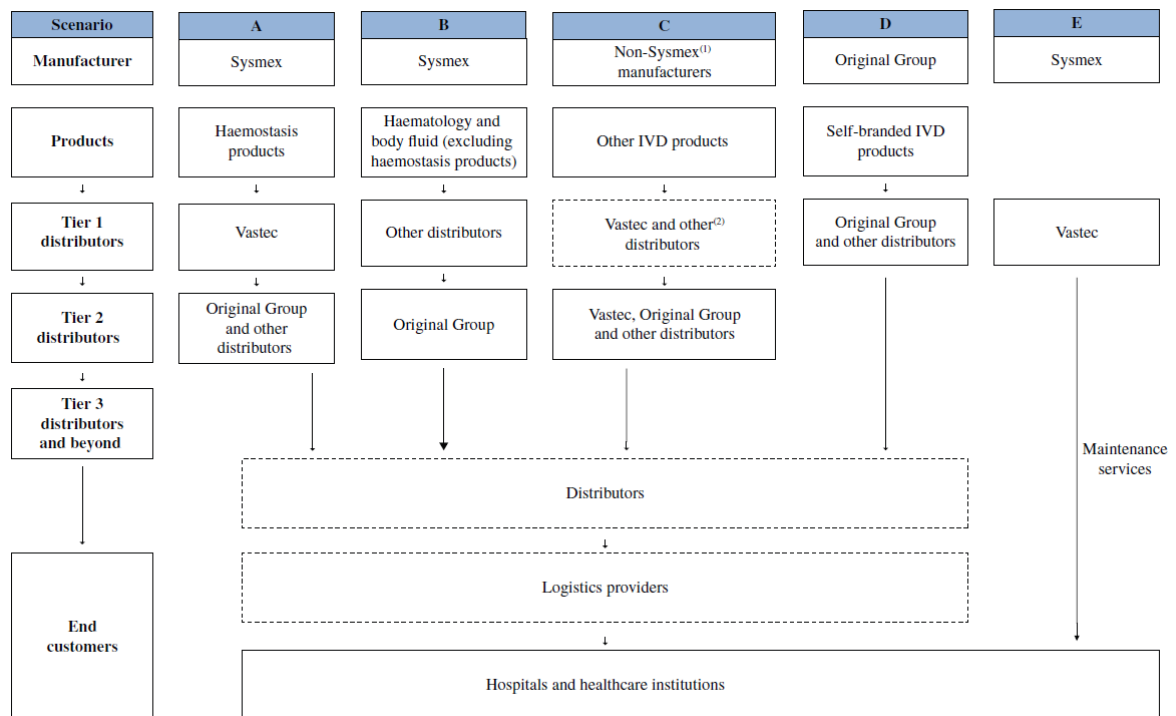 Scenario
A
B
C
D
E
Manufacturer
Sysmex
Sysmex
Non-Sysmex(1)
manufacturers
Original Group
Sysmex
Products
Haemostasis
products
Haematology and
body fluid (excluding
haemostasis products)
Other IVD products
Self-branded IVD
products
Tier 1
distributors
Vastec
Other distributors
Vastec and other(2)
distributors
Original Group
and other distributors
Vastec
Tier 2
distributors
Original Group
and other
distributors
Original Group
Vastec, Original Group
and other distributors
Tier 3
distributors
and beyond
Maintenance
services
Distributors
Logistics providers
End
customers
Hospitals and healthcare institutions